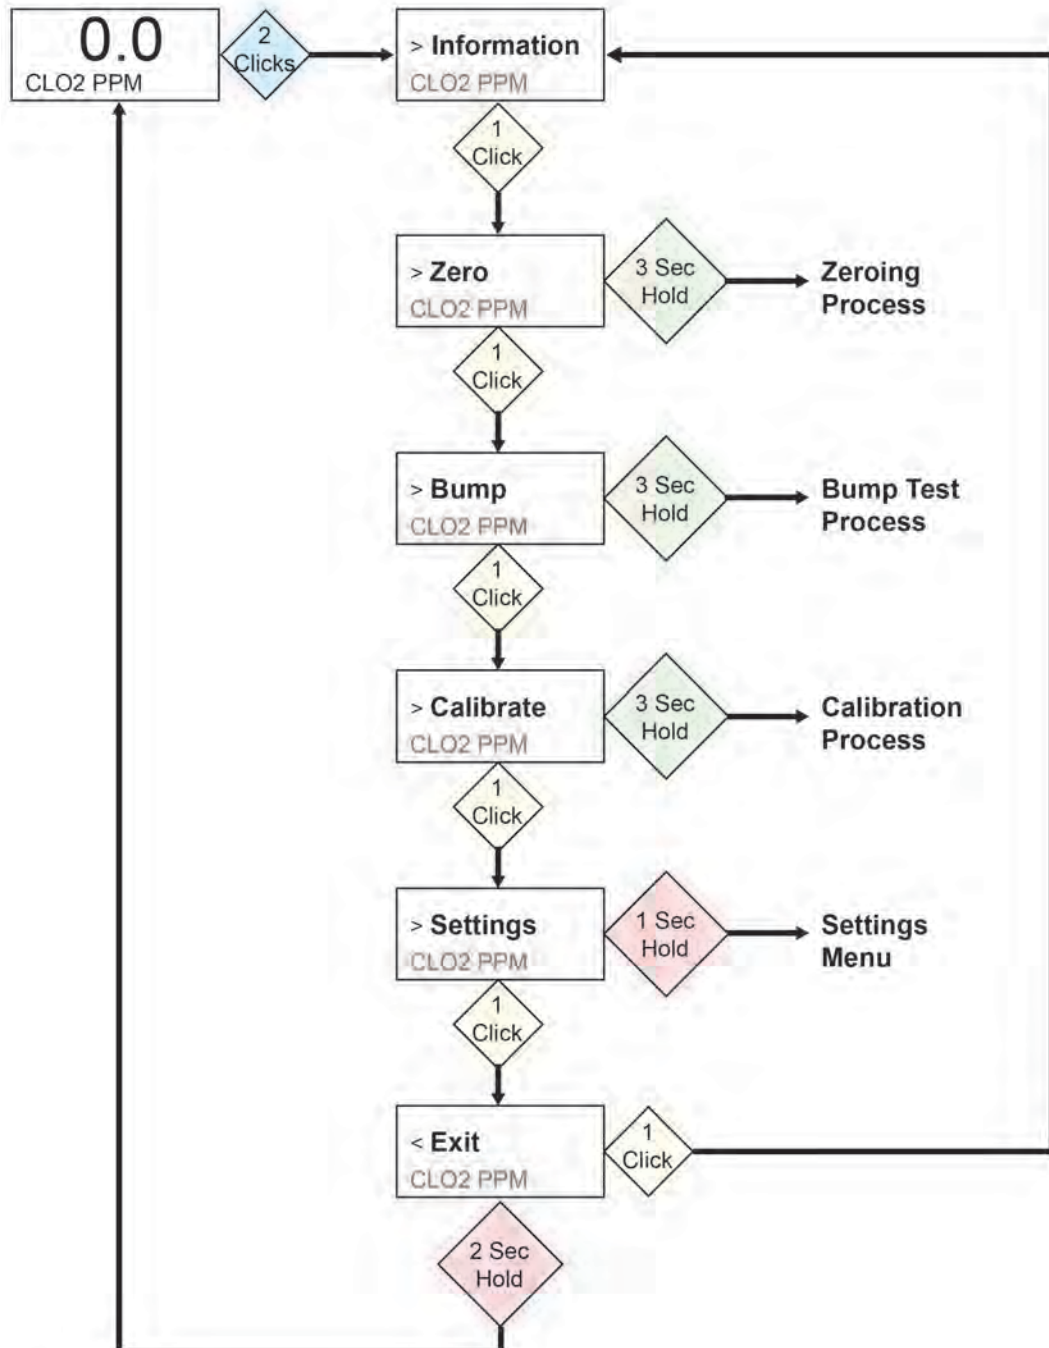 0.0
CLO2 PPM
2
Clicks
> Information
CLO2 PPM
1
Click
> Zero
CLO2 PPM
3 Sec
Hold
Zeroing
Process
1
Click
> Bump
CLO2 PPM
3 Sec
Hold
Bump Test
Process
1
Click
> Calibrate
CLO2 PPM
3 Sec
Hold
Calibration
Process
1
Click
> Settings
CLO2 PPM
1 Sec
Hold
Settings
Menu
1
Click
< Exit
CLO2 PPM
1
Click
2 Sec
Hold